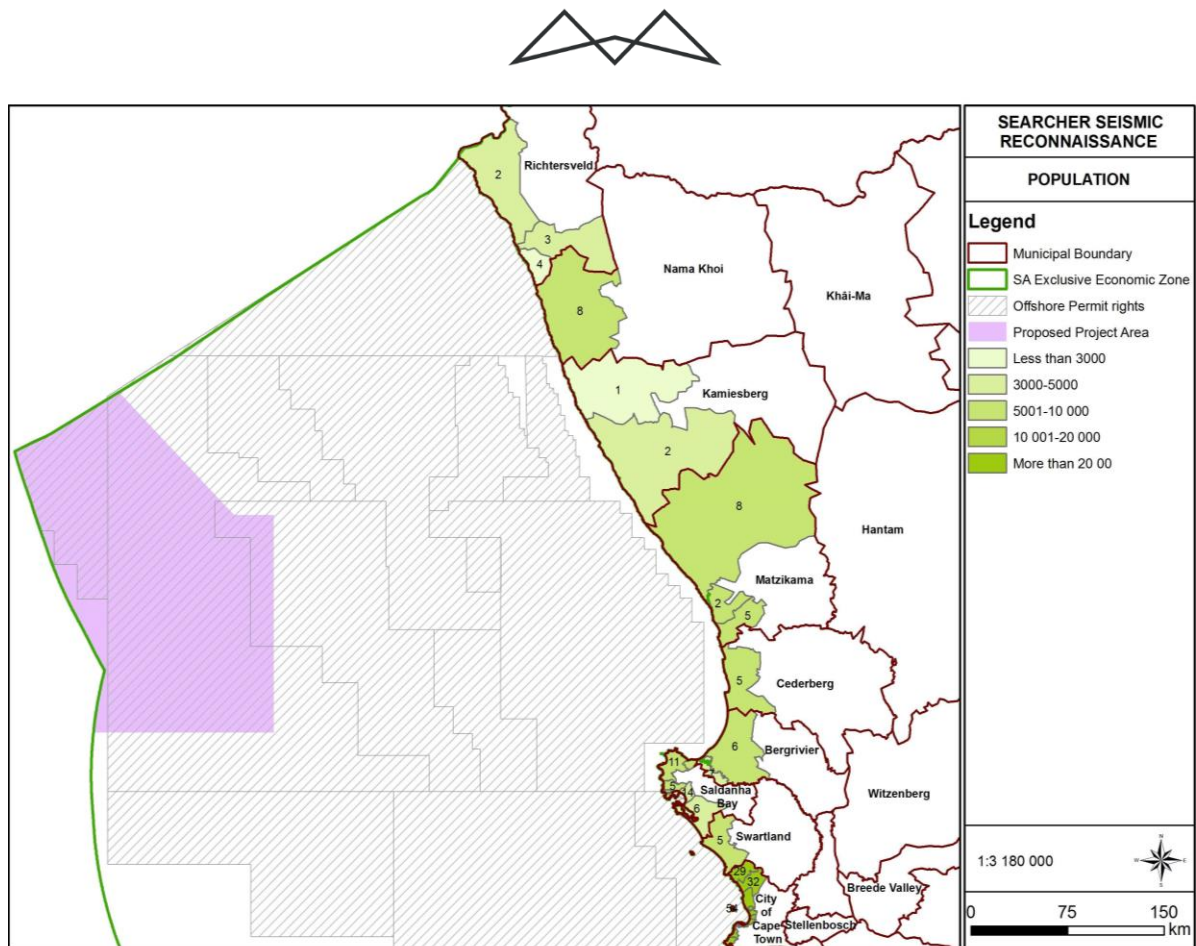 SEARCHER SEISMIC
RECONNAISSANCE
POPULATION
Legend
Municipal Boundary
SA Exclusive Economic Zone
Offshore Permit rights
Proposed Project Area
Less than 3000
3000-5000
5001-10 000
10 001-20 000
More than 20 00
1:3 180 000
N
W E
S
0 75 150
km
Richtersveld
2
3
4
Nama Khoi
Khâi-Ma
8
1
Kamiesberg
2
8
Hantam
Matzikama
2
5
5
Cederberg
6
Bergrivier
11
Witzenberg
5
Saldanha
Bay
6
Swartland
5
29
32
Breede Valley
City
of
Cape
Town
Stellenbosch
54